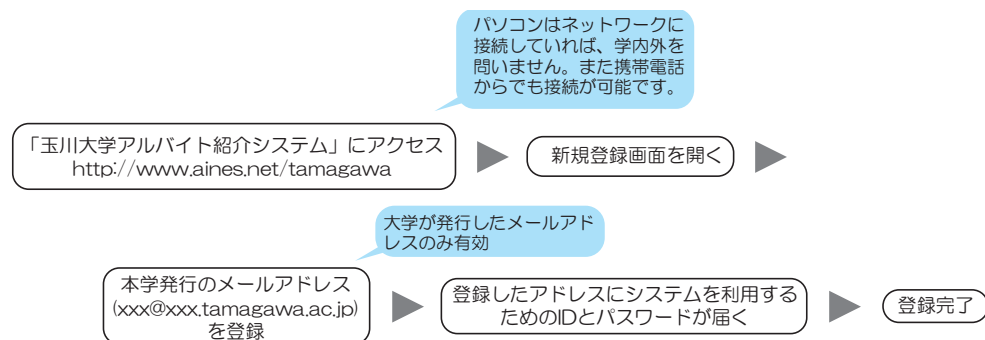 パソコンはネットワークに
接続していれば、学内外を
問いません。また携帯電話
からでも接続が可能です。
「玉川大学アルバイト紹介システム」にアクセス
http://www.aines.net/tamagawa
新規登録画面を開く
大学が発行したメールアド
レスのみ有効
本学発行のメールアドレス
(xxx@xxx.tamagawa.ac.jp)
を登録
登録したアドレスにシステムを利用する
ためのIDとパスワードが届く
登録完了